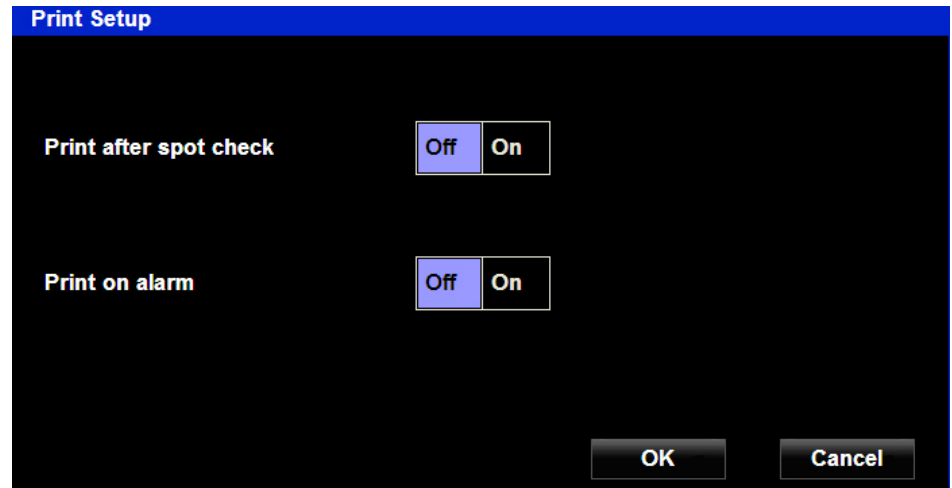 Print Setup
Print after spot check Off On
Print on alarm Off On
OK Cancel